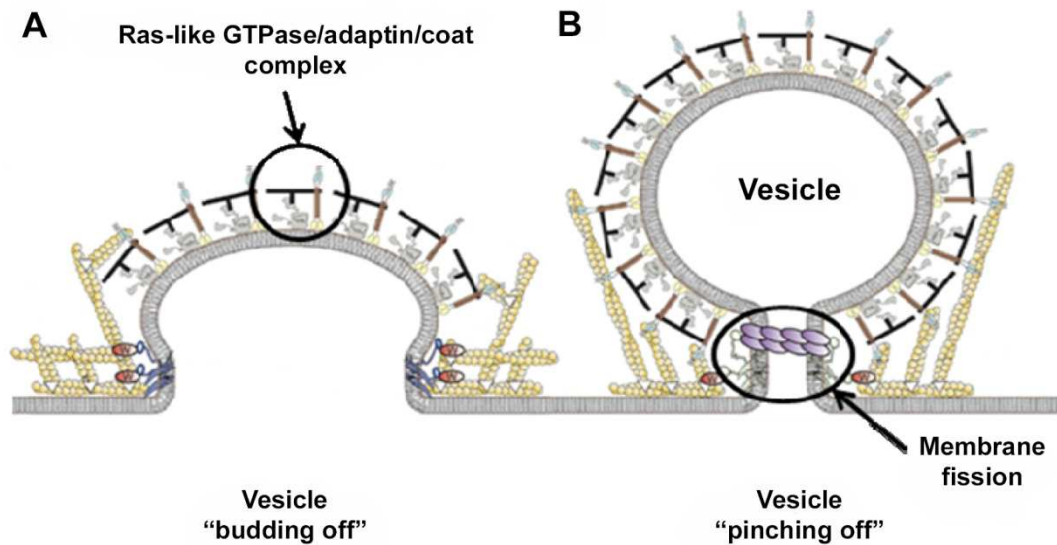 A
Ras-like GTPase/adaptin/coat
complex
B
Vesicle
Membrane
fission
Vesicle
“budding off”
Vesicle
“pinching off”